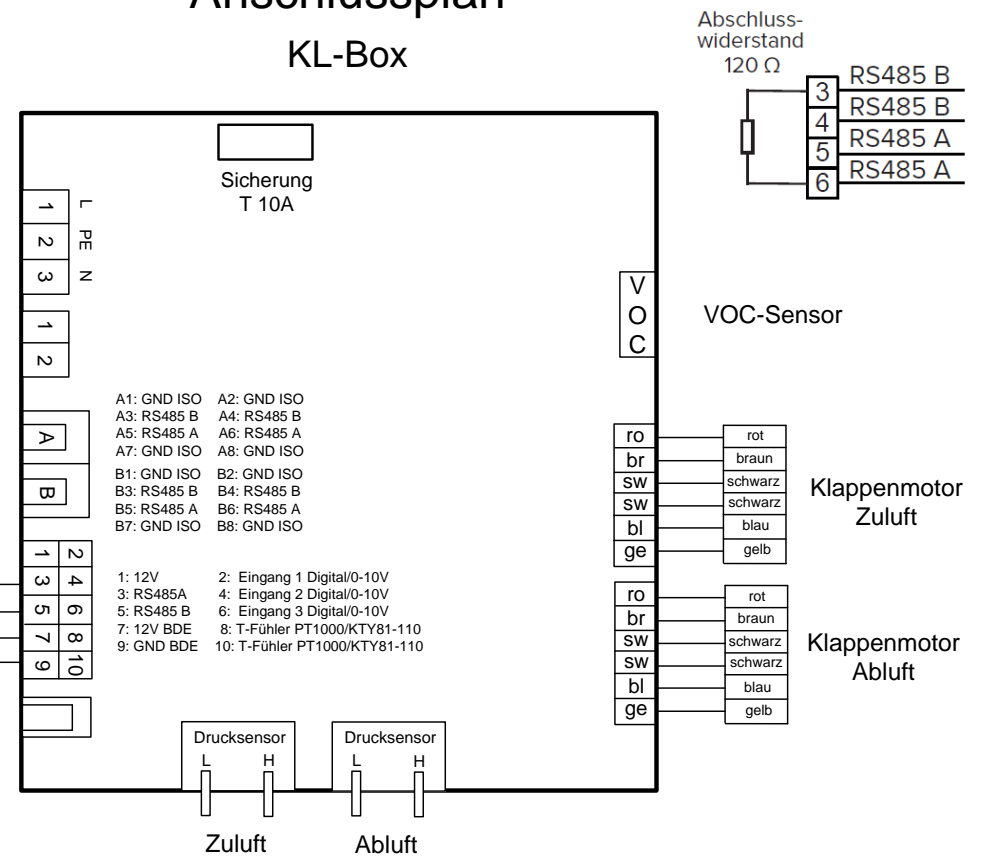 Anschlussplan
KL-Box
Abschluss-
widerstand
120 Ω
3 RS485 B
4 RS485 B
5 RS485 A
6 RS485 A
Sicherung
T 10A
1 L
2 PE
3 N
1
2
V
O
C
VOC-Sensor
A
B
A1: GND ISO A2: GND ISO
A3: RS485 B A4: RS485 B
A5: RS485 A A6: RS485 A
A7: GND ISO A8: GND ISO
B1: GND ISO B2: GND ISO
B3: RS485 B B4: RS485 B
B5: RS485 A B6: RS485 A
B7: GND ISO B8: GND ISO
ro rot
br braun
sw schwarz
sw schwarz
bl blau
ge gelb
Klappenmotor
Zuluft
1 2
3 4
5 6
7 8
9 10
1: 12V 2: Eingang 1 Digital/0-10V
3: RS485A 4: Eingang 2 Digital/0-10V
5: RS485 B 6: Eingang 3 Digital/0-10V
7: 12V BDE 8: T-Fühler PT1000/KTY81-110
9: GND BDE 10: T-Fühler PT1000/KTY81-110
ro rot
br braun
sw schwarz
sw schwarz
bl blau
ge gelb
Klappenmotor
Abluft
Drucksensor
L H
Zuluft
Drucksensor
L H
Abluft